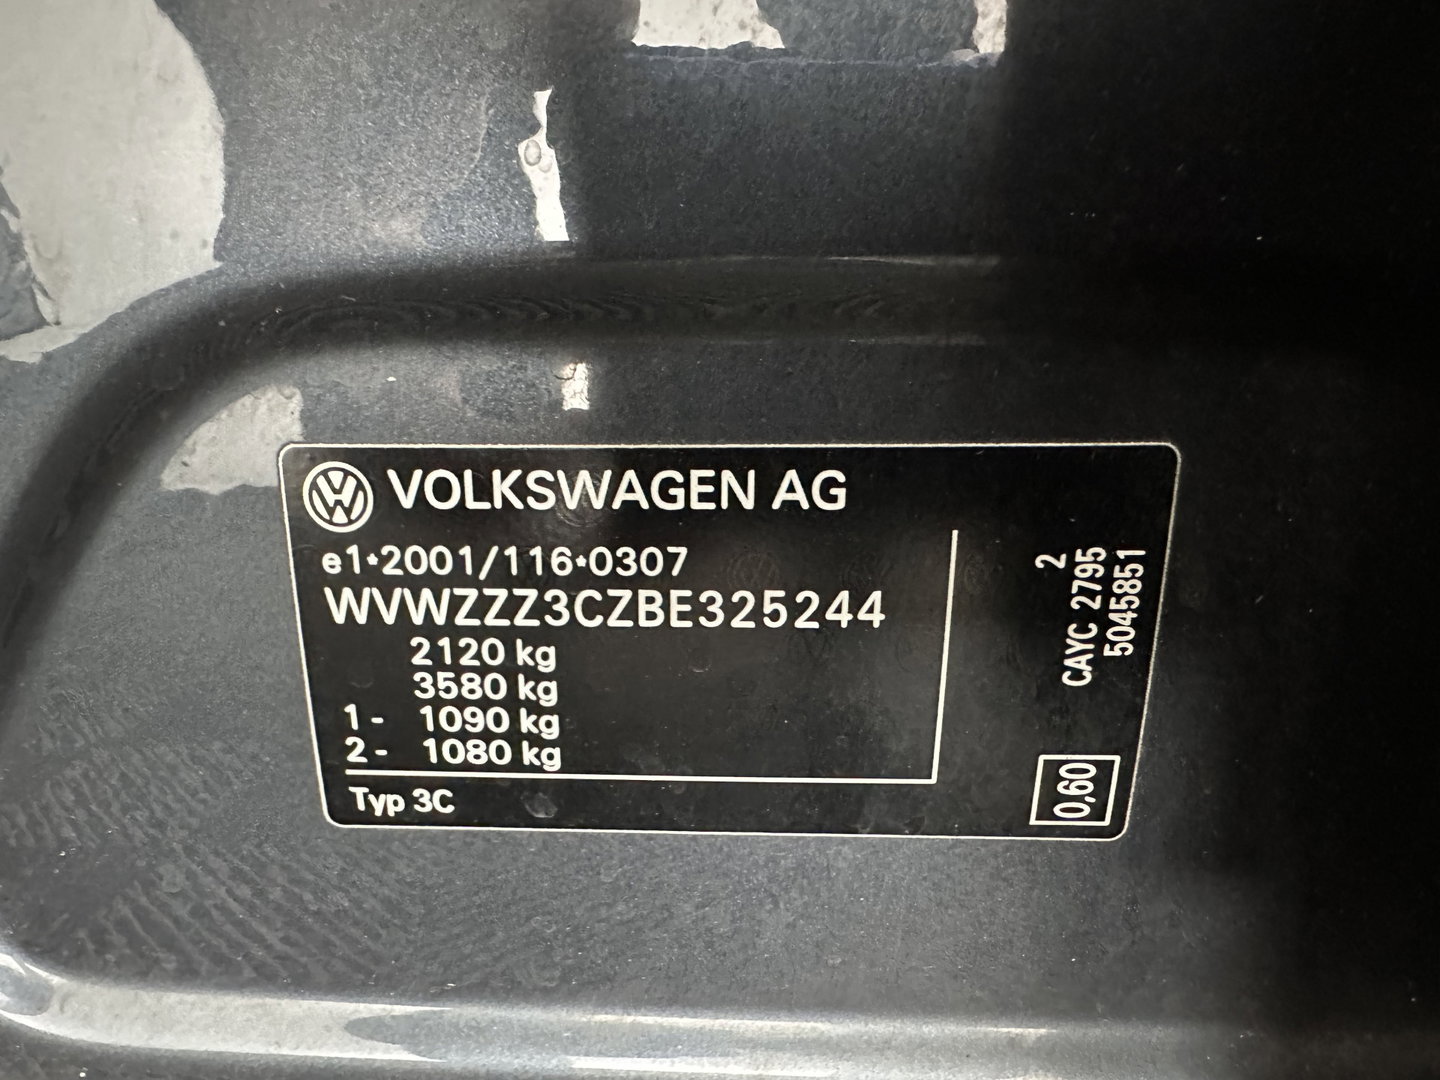 VOLKSWAGEN AG
e1*2001/116*0307
WVWZZZ3CZBE325244
2120 kg
3580 kg
1- 1090 kg
2- 1080 kg
Typ 3C
2
CAYC 2795
5045851
0,60